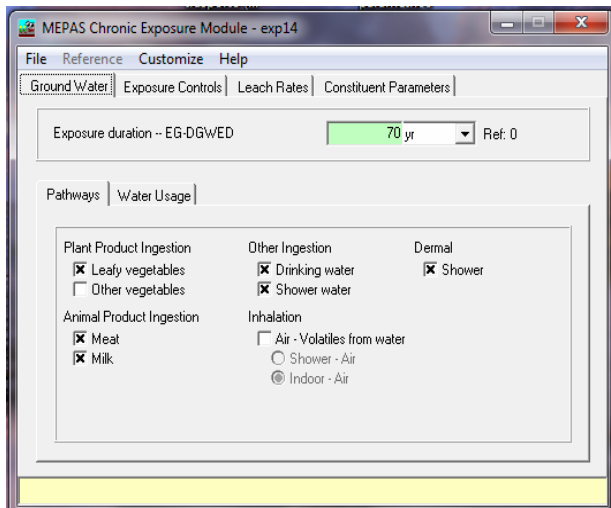 MEPAS Chronic Exposure Module - exp14
File Reference Customize Help
Ground Water Exposure Controls Leach Rates Constituent Parameters
Exposure duration -- EG-DGWED 70 yr Ref: 0
Pathways Water Usage
Plant Product Ingestion Other Ingestion Dermal
Leafy vegetables Drinking water Shower
Other vegetables Shower water
Animal Product Ingestion Inhalation
Meat Air - Volatiles from water
Milk Shower - Air
Indoor - Air